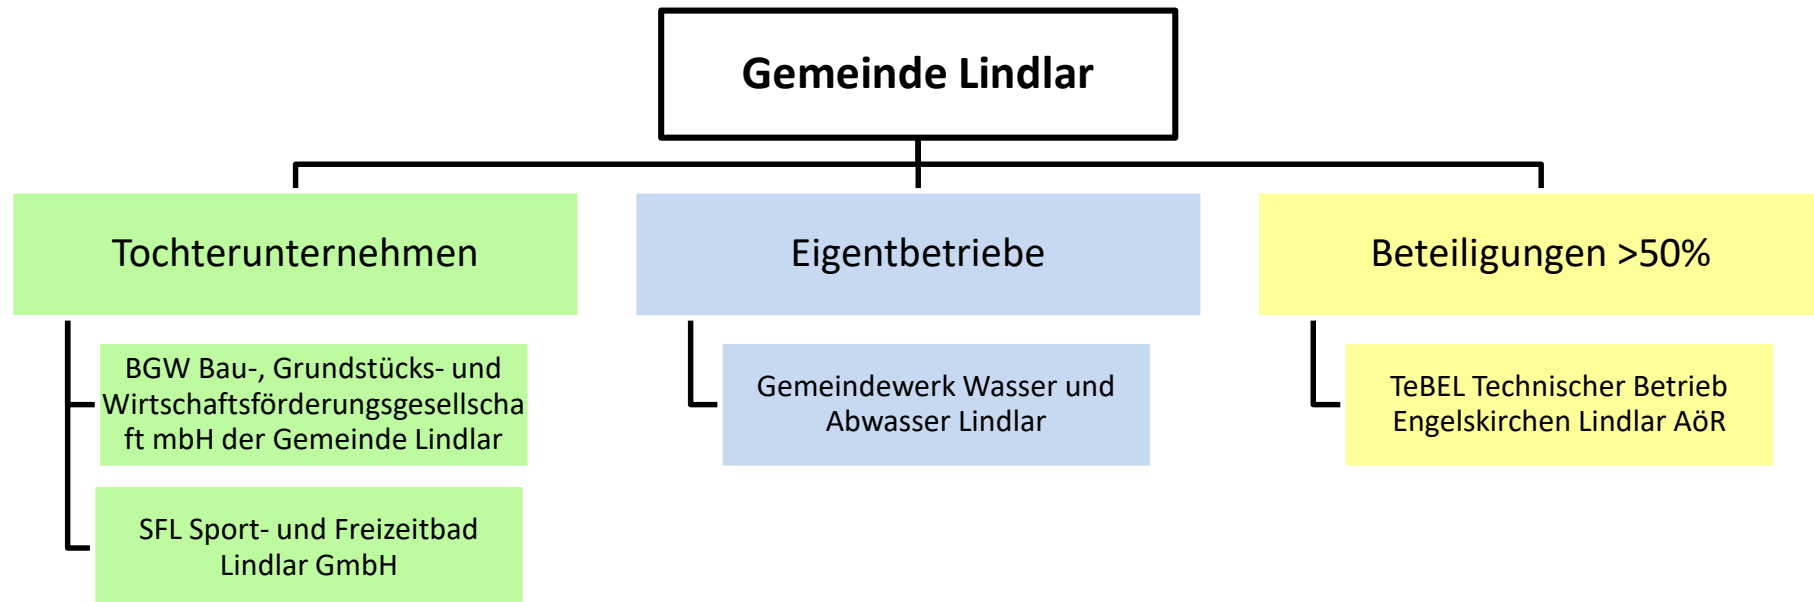 Gemeinde Lindlar
Tochterunternehmen
BGW Bau-, Grundstücks- und
Wirtschaftsförderungsgesellscha
ft mbH der Gemeinde Lindlar
SFL Sport- und Freizeitbad
Lindlar GmbH
Eigentbetriebe
Gemeindewerk Wasser und
Abwasser Lindlar
Beteiligungen >50%
TeBEL Technischer Betrieb
Engelskirchen Lindlar AöR